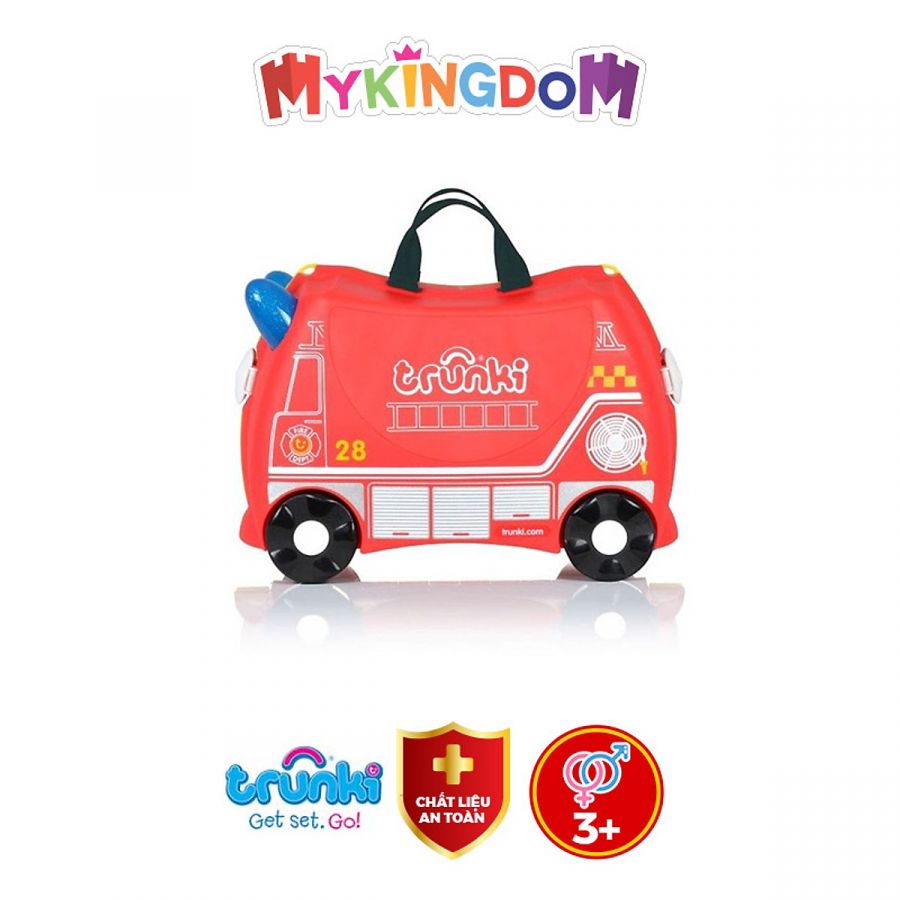 MYKINGDOM
trunki
FIRE
DEPT
28
trunki.com
trunki
Get set. Go!
CHẤT LIỆU
AN TOÀN
3+